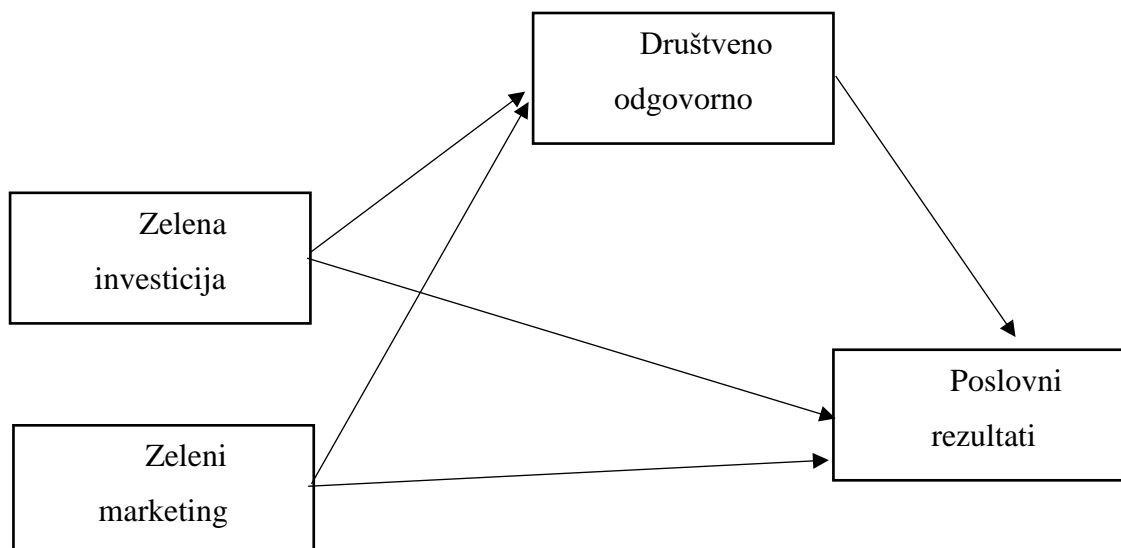 Društveno
odgovorno
Zelena
investicija
Poslovni
rezultati
Zeleni
marketing